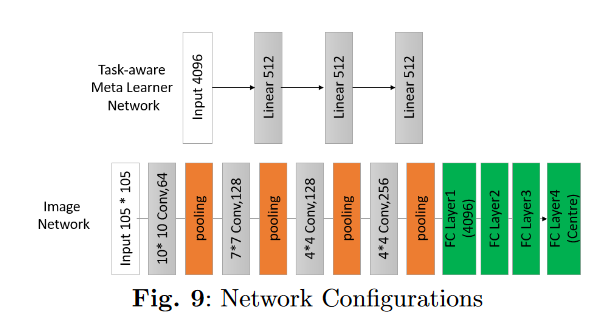 Task-aware
Meta Learner
Network
Input 4096
Linear 512
Linear 512
Linear 512
Image
Network
Input 105 * 105
10* 10 Conv,64
pooling
7*7 Conv,128
pooling
4*4 Conv,128
pooling
4*4 Conv,256
pooling
FC Layer1
(4096)
FC Layer2
FC Layer3
FC Layer4
(Centre)
Fig. 9: Network Configurations